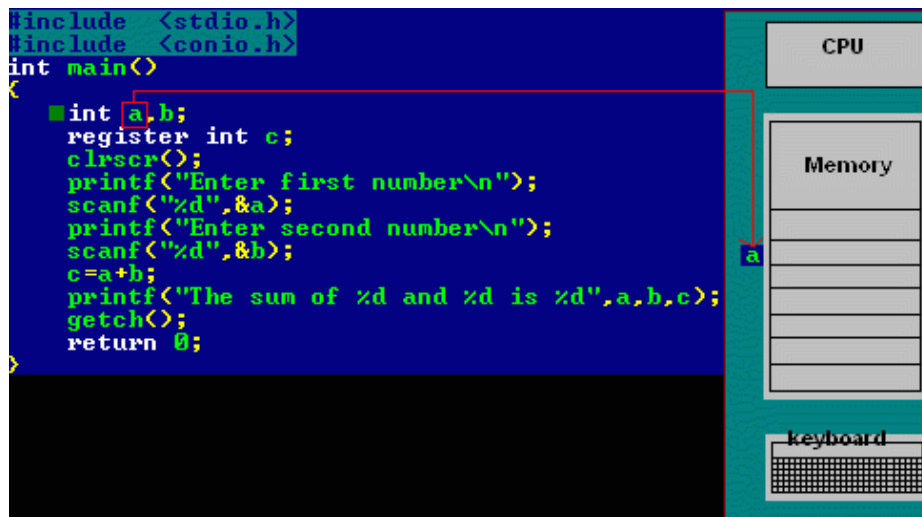 #include <stdio.h>
#include <conio.h>
int main()
{
int a,b;
register int c;
clrscr();
printf("Enter first number\n");
scanf("%d",&a);
printf("Enter second number\n");
scanf("%d",&b);
c=a+b;
printf("The sum of %d and %d is %d",a,b,c);
getch();
return 0;
}
CPU
Memory
a
keyboard